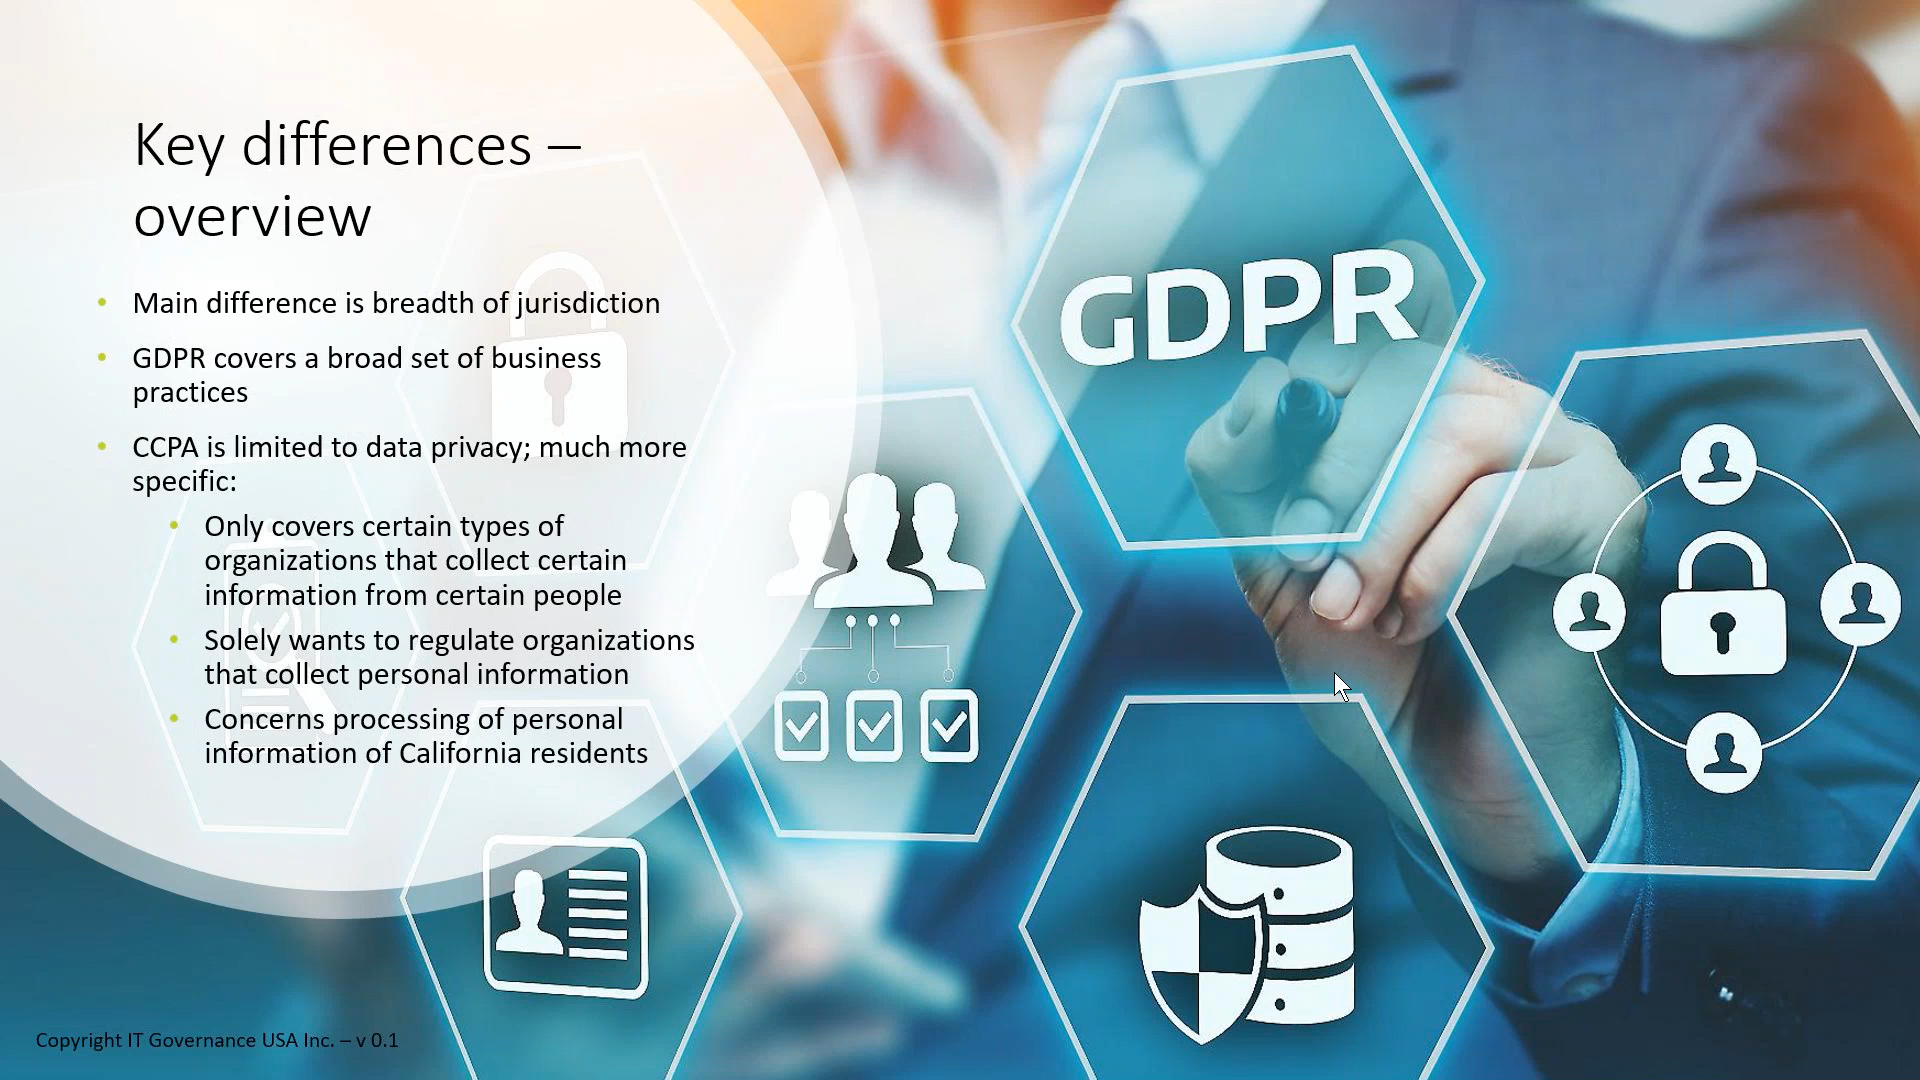 Key differences –
overview
• Main difference is breadth of jurisdiction
• GDPR covers a broad set of business
practices
• CCPA is limited to data privacy; much more
specific:
• Only covers certain types of
organizations that collect certain
information from certain people
• Solely wants to regulate organizations
that collect personal information
• Concerns processing of personal
information of California residents
GDPR
Copyright IT Governance USA Inc. – v 0.1